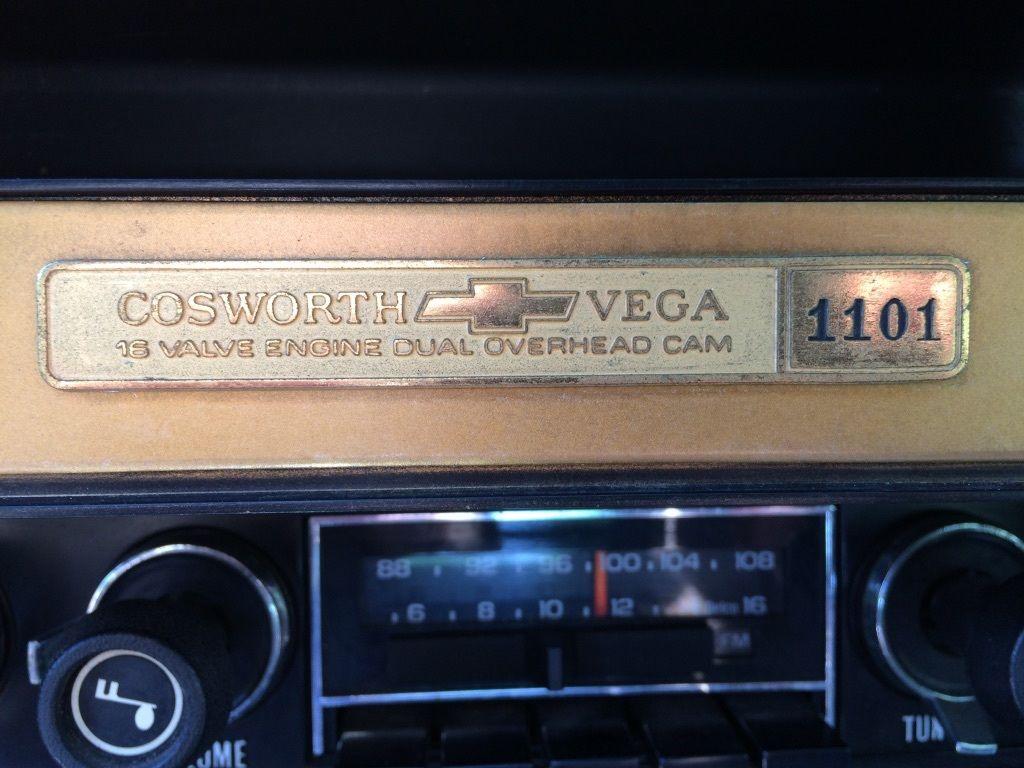 COSWORTH VEGA
16 VALVE ENGINE DUAL OVERHEAD CAM
1101
88 92 96 100 104 108
6 8 10 12 16
FM